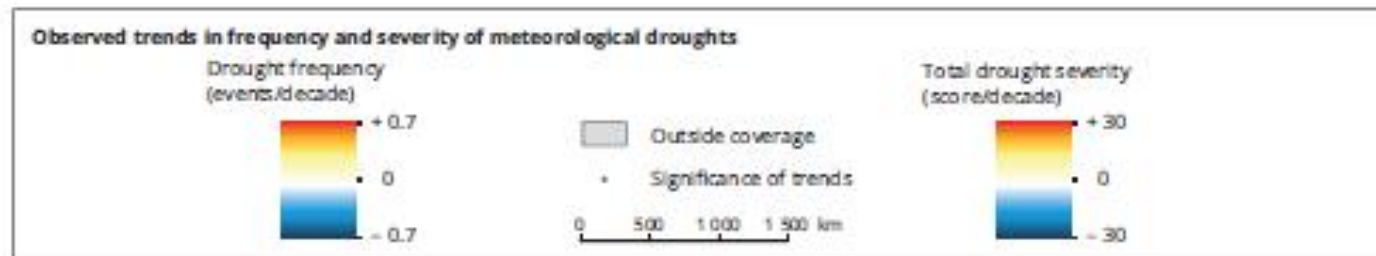 Observed trends in frequency and severity of meteorological droughts
Drought frequency
(events/decade)
+ 0.7
0
– 0.7
Outside coverage
Significance of trends
0 500 1 000 1 500 km
Total drought severity
(score/decade)
+ 30
0
– 30